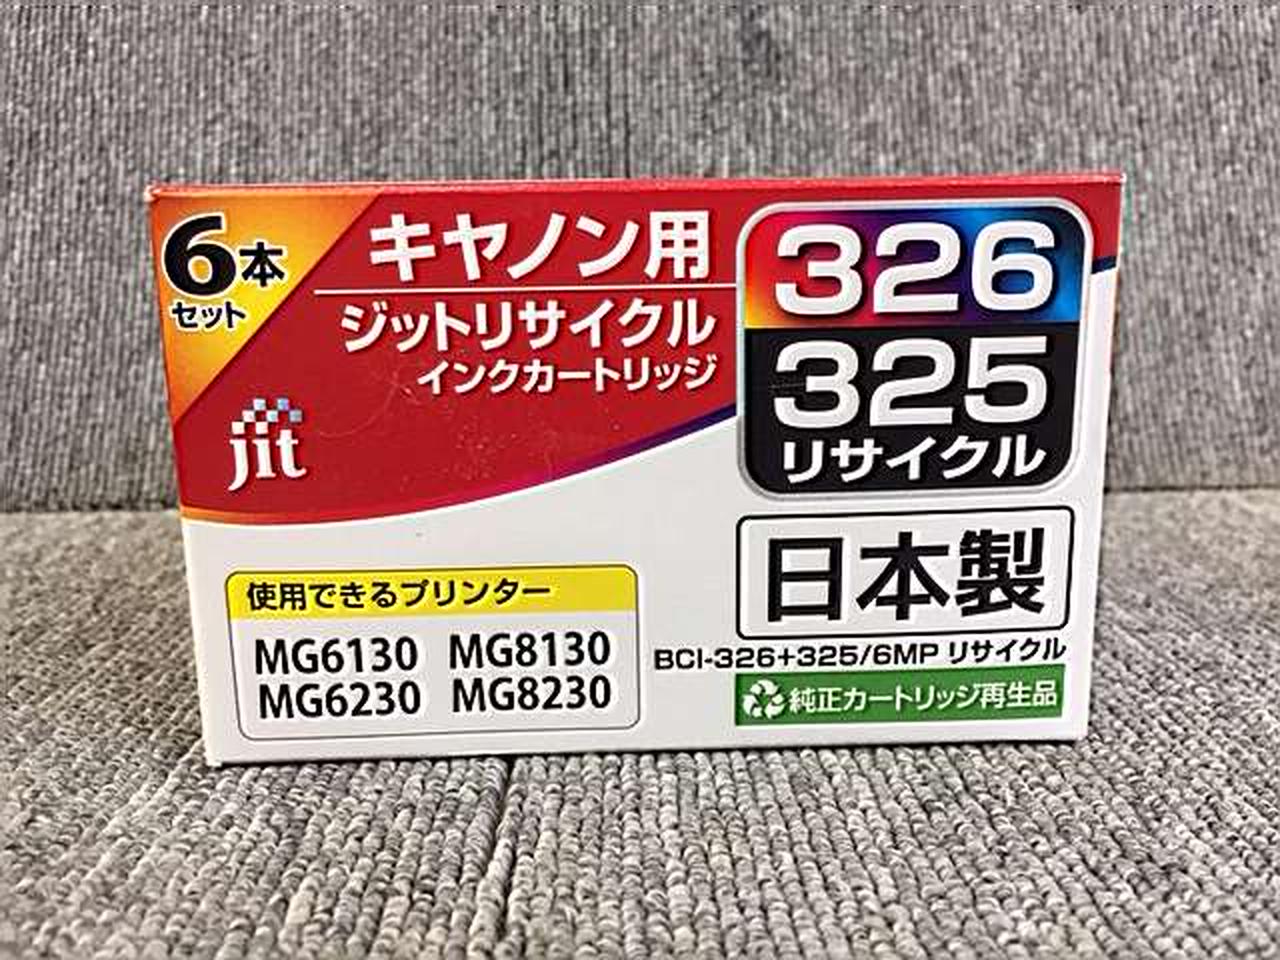 6本
セット
キヤノン用
ジットリサイクル
インクカートリッジ
jit
326
325
リサイクル
日本製
使用できるプリンター
MG6130 MG8130
MG6230 MG8230
BCI-326+325/6MP リサイクル
純正カートリッジ再生品